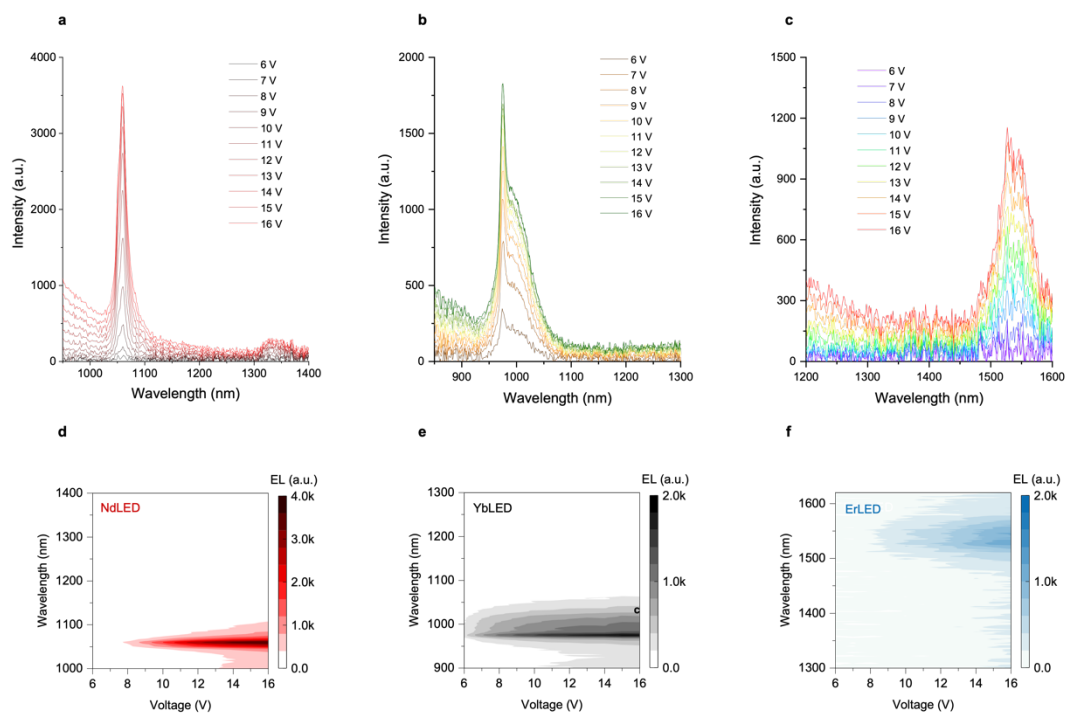 a
b
c
4000
3000
2000
1000
0
Intensity (a.u.)
1000
1100
1200
1300
1400
Wavelength (nm)
6 V
7 V
8 V
9 V
10 V
11 V
12 V
13 V
14 V
15 V
16 V
2000
1500
1000
500
0
Intensity (a.u.)
900
1000
1100
1200
1300
Wavelength (nm)
6 V
7 V
8 V
9 V
10 V
11 V
12 V
13 V
14 V
15 V
16 V
1500
1200
900
600
300
0
Intensity (a.u.)
1200
1300
1400
1500
1600
Wavelength (nm)
6 V
7 V
8 V
9 V
10 V
11 V
12 V
13 V
14 V
15 V
16 V
d
e
f
NdLED
1400
1300
1200
1100
1000
Wavelength (nm)
6
8
10
12
14
16
Voltage (V)
EL (a.u.)
4.0k
3.0k
2.0k
1.0k
0.0
YbLED
c
1300
1200
1100
1000
900
Wavelength (nm)
6
8
10
12
14
16
Voltage (V)
EL (a.u.)
2.0k
1.0k
0.0
ErLED
1600
1500
1400
1300
Wavelength (nm)
6
8
10
12
14
16
Voltage (V)
EL (a.u.)
2.0k
1.0k
0.0